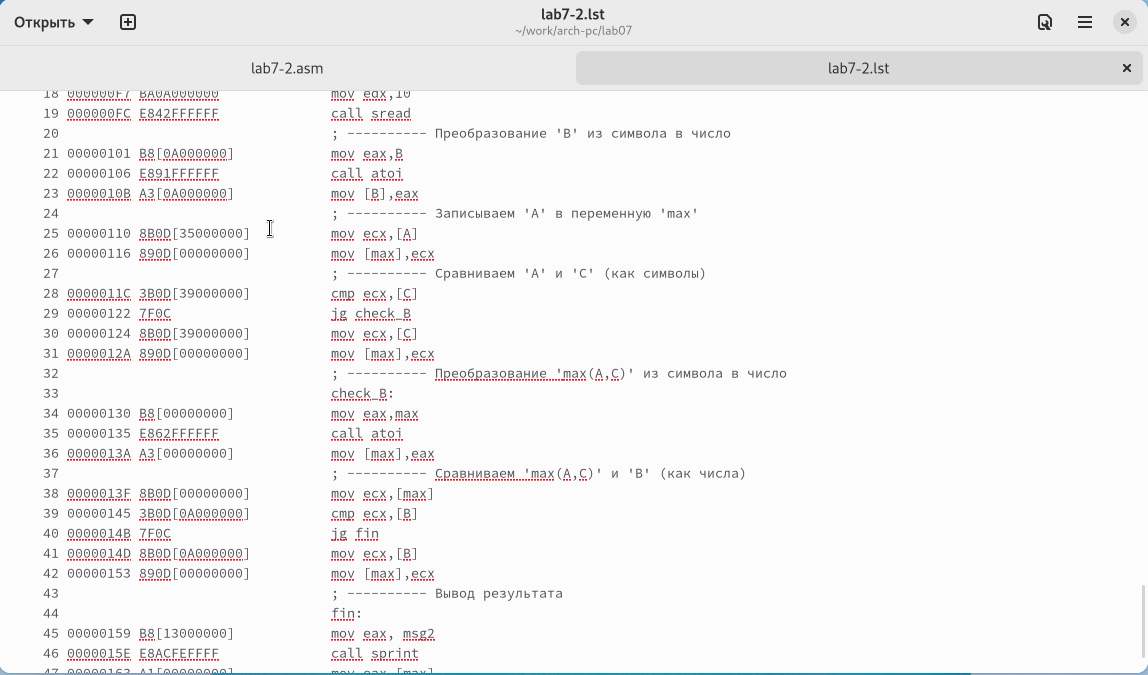 Открыть
lab7-2.lst
~/work/arch-pc/lab07
lab7-2.asm
lab7-2.lst
18 000000F7 BA0A000000 mov edx,10
19 000000FC E842FFFFFF call sread
20 ; ---------- Преобразование 'B' из символа в число
21 00000101 B8[0A000000] mov eax,B
22 00000106 E891FFFFFF call atoi
23 0000010B A3[0A000000] mov [B],eax
24 ; ---------- Записываем 'A' в переменную 'max'
25 00000110 8B0D[35000000] mov ecx,[A]
26 00000116 890D[00000000] mov [max],ecx
27 ; ---------- Сравниваем 'A' и 'С' (как символы)
28 0000011C 3B0D[39000000] cmp ecx,[C]
29 00000122 7F0C jg check_B
30 00000124 8B0D[39000000] mov ecx,[C]
31 0000012A 890D[00000000] mov [max],ecx
32 ; ---------- Преобразование 'max(A,C)' из символа в число
33 check_B:
34 00000130 B8[00000000] mov eax,max
35 00000135 E862FFFFFF call atoi
36 0000013A A3[00000000] mov [max],eax
37 ; ---------- Сравниваем 'max(A,C)' и 'B' (как числа)
38 0000013F 8B0D[00000000] mov ecx,[max]
39 00000145 3B0D[0A000000] cmp ecx,[B]
40 0000014B 7F0C jg fin
41 0000014D 8B0D[0A000000] mov ecx,[B]
42 00000153 890D[00000000] mov [max],ecx
43 ; ---------- Вывод результата
44 fin:
45 00000159 B8[13000000] mov eax, msg2
46 0000015E E8ACFEFFFF call sprint
47 00000163 A1[00000000] mov eax,[max]